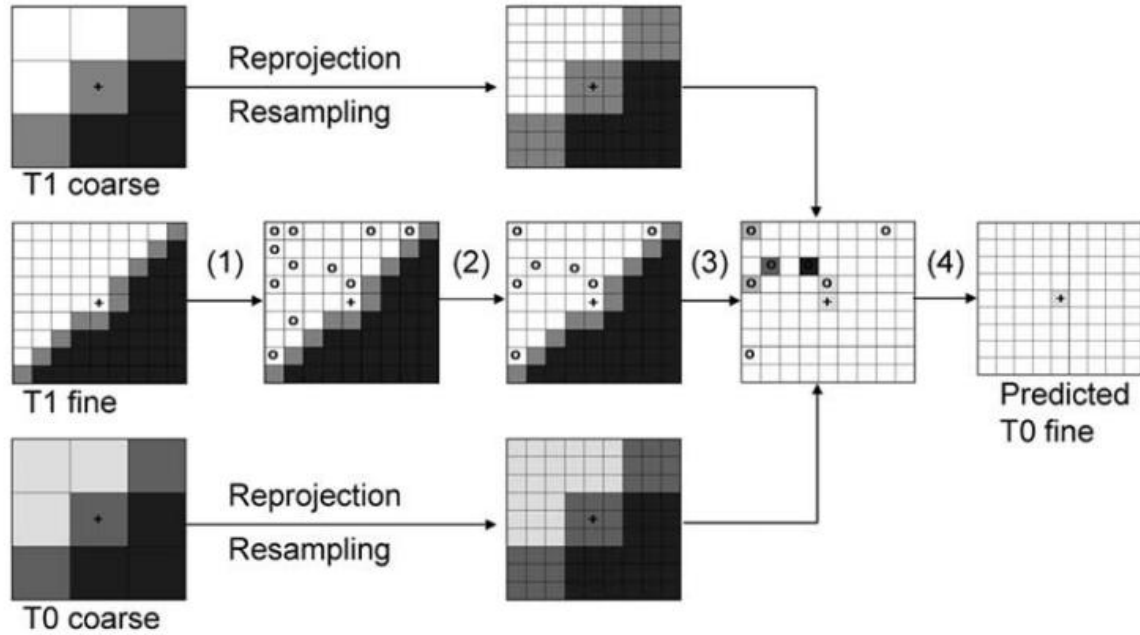 Reprojection
Resampling
T1 coarse
(1)
(2)
(3)
(4)
T1 fine
Predicted
T0 fine
Reprojection
Resampling
T0 coarse